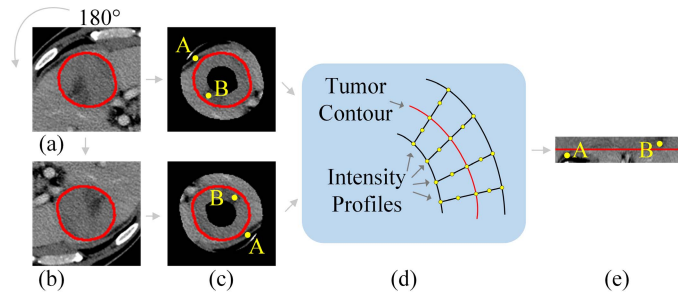 180°
A
B
(a)
Tumor
Contour
Intensity
Profiles
A
B
B
A
(b)
(c)
(d)
(e)